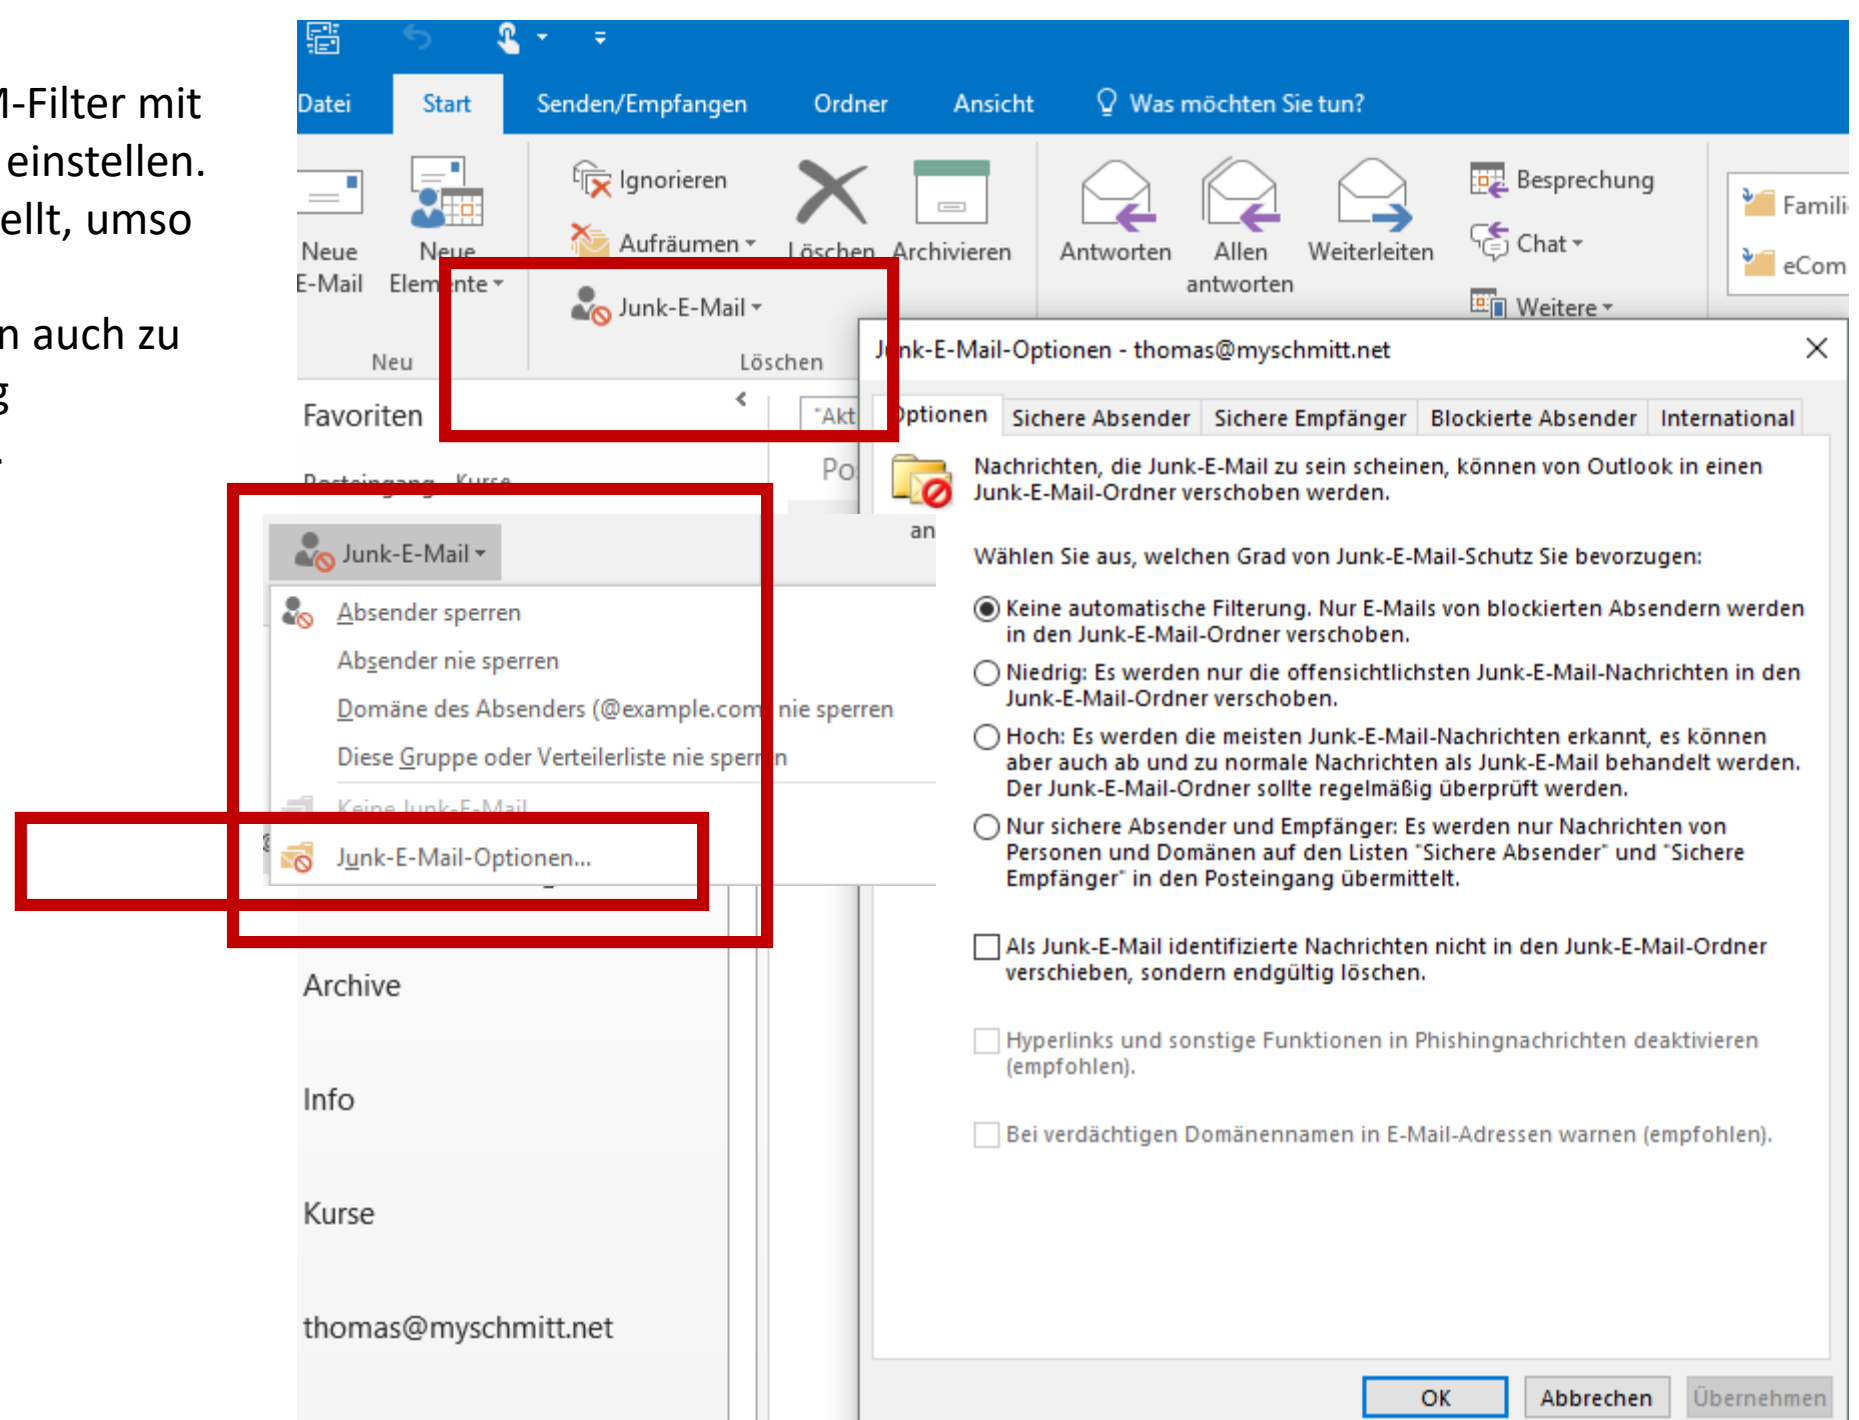 -Filter mit
einstellen.
ellt, umso
n auch zu
g
.
Datei Start Senden/Empfangen Ordner Ansicht Was möchten Sie tun?
Neue
E-Mail
Neue
Elemente
Neu
Ignorieren
Aufräumen
Junk-E-Mail
Löschen
Archivieren
Löschen
Antworten
Allen
antworten
Weiterleiten
Besprechung
Chat
Weitere
Famili
eCom
Favoriten
Posteingang Kurse
"Akt
Po
an
Junk-E-Mail
Absender sperren
Absender nie sperren
Domäne des Absenders (@example.com) nie sperren
Diese Gruppe oder Verteilerliste nie sperren
Keine Junk-E-Mail
Junk-E-Mail-Optionen...
Archive
Info
Kurse
thomas@myschmitt.net
Junk-E-Mail-Optionen - thomas@myschmitt.net
Optionen Sichere Absender Sichere Empfänger Blockierte Absender International
Nachrichten, die Junk-E-Mail zu sein scheinen, können von Outlook in einen
Junk-E-Mail-Ordner verschoben werden.
Wählen Sie aus, welchen Grad von Junk-E-Mail-Schutz Sie bevorzugen:
Keine automatische Filterung. Nur E-Mails von blockierten Absendern werden
in den Junk-E-Mail-Ordner verschoben.
Niedrig: Es werden nur die offensichtlichsten Junk-E-Mail-Nachrichten in den
Junk-E-Mail-Ordner verschoben.
Hoch: Es werden die meisten Junk-E-Mail-Nachrichten erkannt, es können
aber auch ab und zu normale Nachrichten als Junk-E-Mail behandelt werden.
Der Junk-E-Mail-Ordner sollte regelmäßig überprüft werden.
Nur sichere Absender und Empfänger: Es werden nur Nachrichten von
Personen und Domänen auf den Listen "Sichere Absender" und "Sichere
Empfänger" in den Posteingang übermittelt.
Als Junk-E-Mail identifizierte Nachrichten nicht in den Junk-E-Mail-Ordner
verschieben, sondern endgültig löschen.
Hyperlinks und sonstige Funktionen in Phishingnachrichten deaktivieren
(empfohlen).
Bei verdächtigen Domänennamen in E-Mail-Adressen warnen (empfohlen).
OK Abbrechen Übernehmen